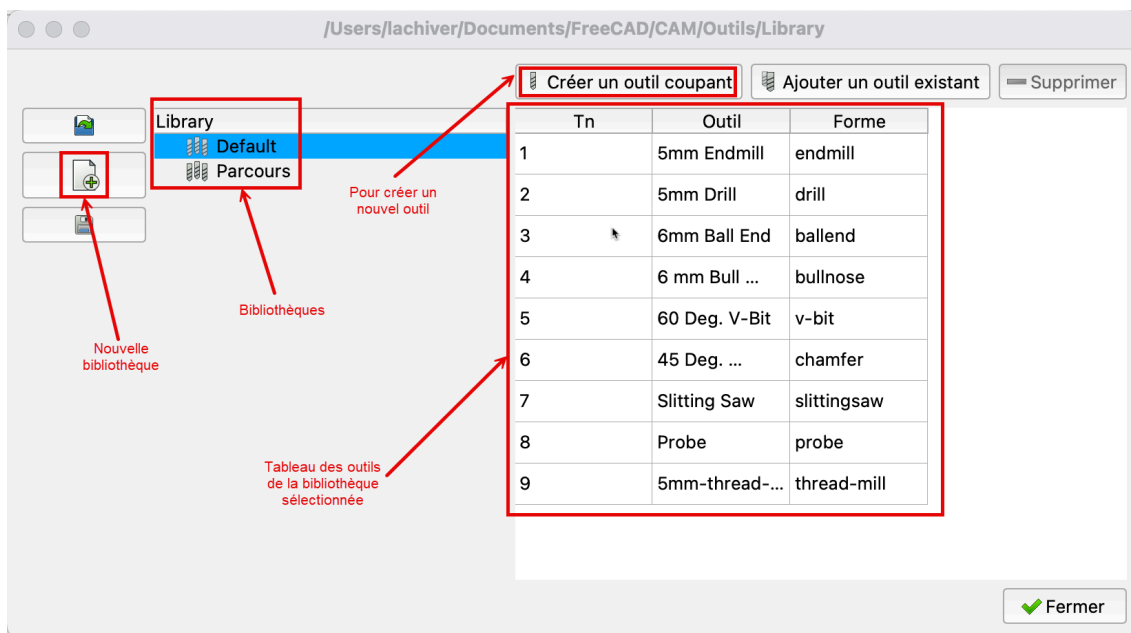 /Users/lachiver/Documents/FreeCAD/CAM/Outils/Library
Créer un outil coupant
Ajouter un outil existant
Supprimer
Library
Default
Parcours
Pour créer un
nouvel outil
Bibliothèques
Nouvelle
bibliothèque
Tableau des outils
de la bibliothèque
sélectionnée
Tn Outil Forme
1 5mm Endmill endmill
2 5mm Drill drill
3 6mm Ball End ballend
4 6 mm Bull ... bullnose
5 60 Deg. V-Bit v-bit
6 45 Deg. ... chamfer
7 Slitting Saw slittingsaw
8 Probe probe
9 5mm-thread-... thread-mill
Fermer